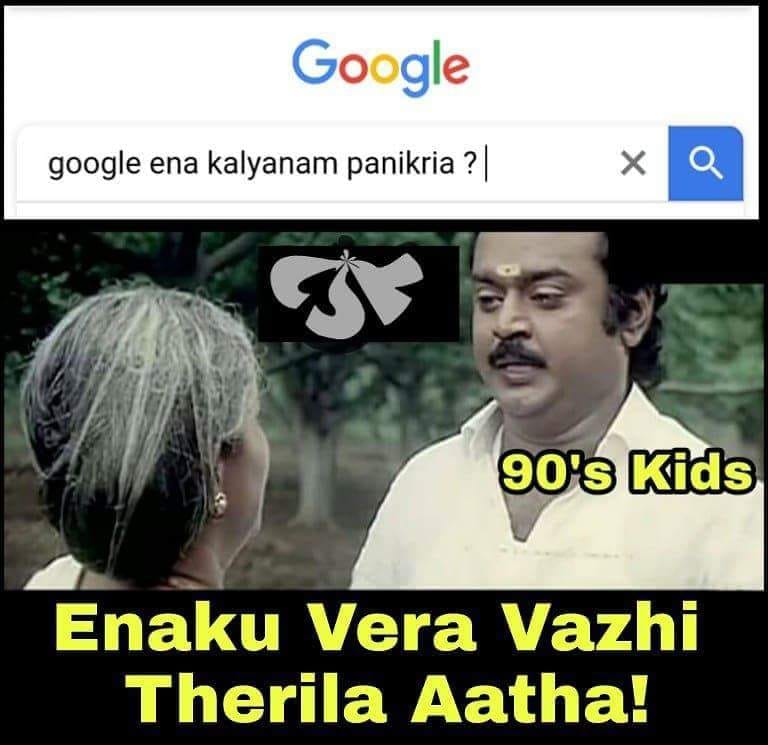 Google
google ena kalyanam panikria ?
90's Kids
Enaku Vera Vazhi
Therila Aatha!